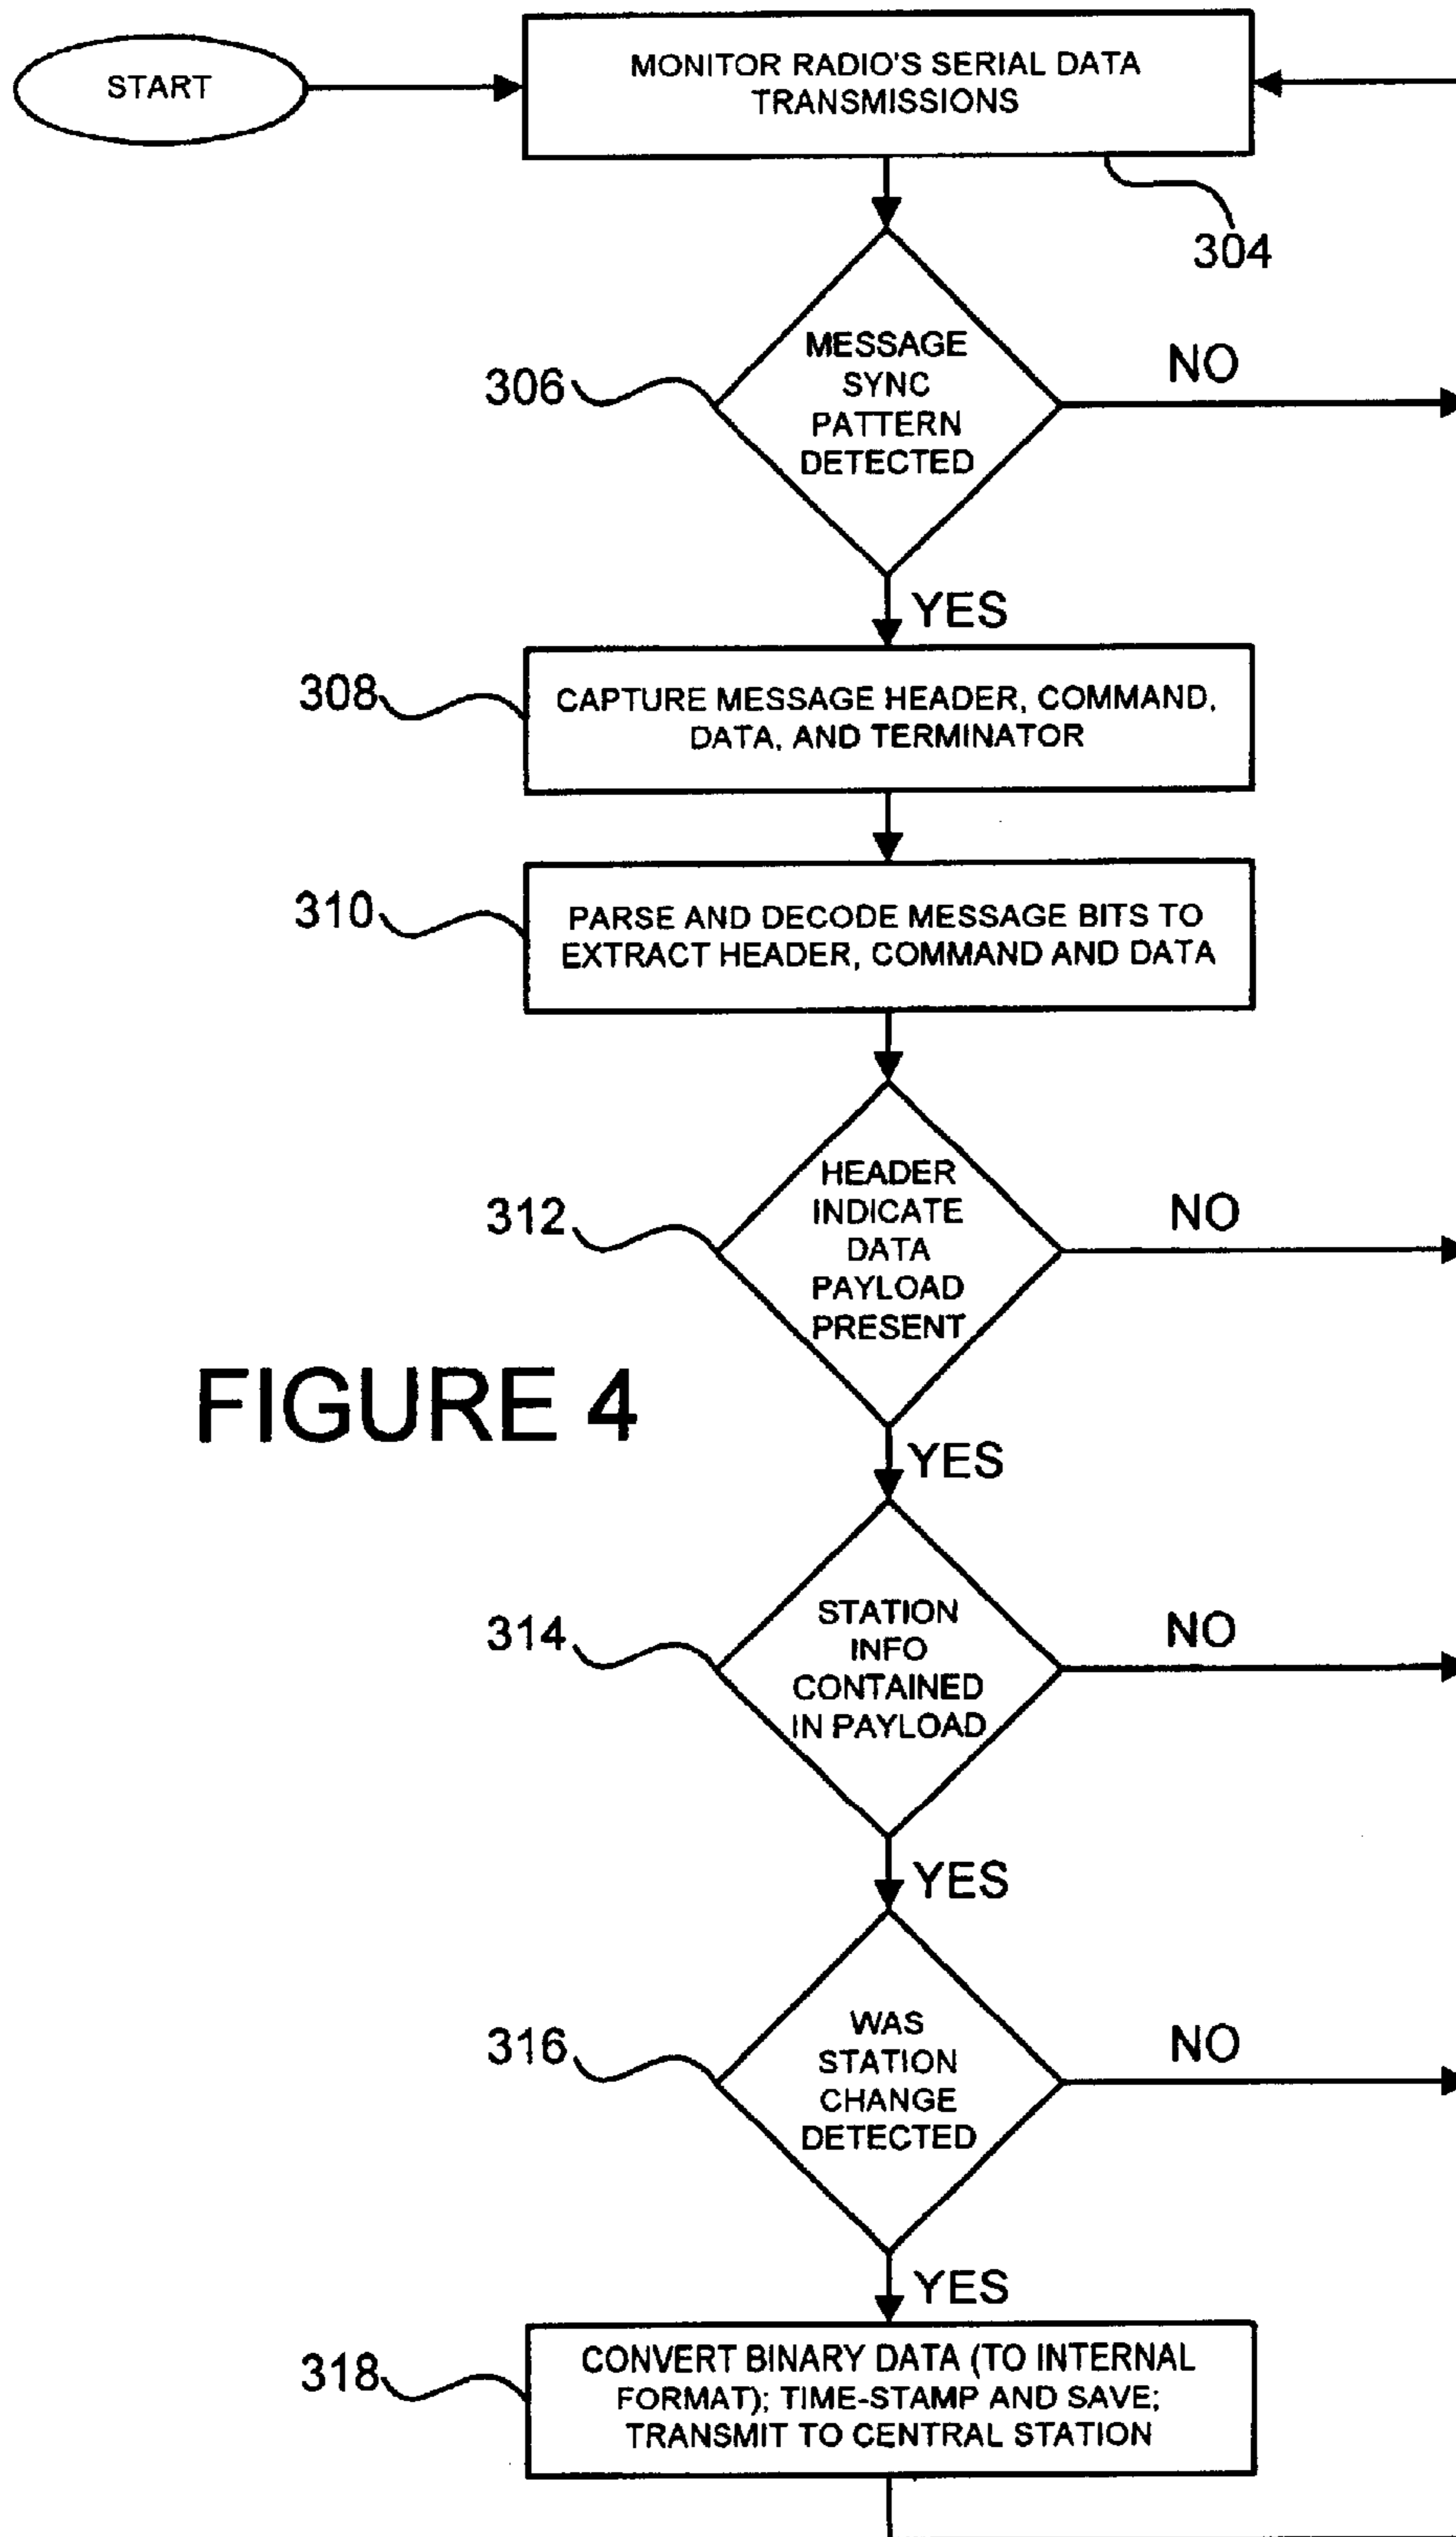 START
MONITOR RADIO'S SERIAL DATA
TRANSMISSIONS
304
MESSAGE
SYNC
PATTERN
DETECTED
306
NO
YES
308
CAPTURE MESSAGE HEADER, COMMAND,
DATA, AND TERMINATOR
310
PARSE AND DECODE MESSAGE BITS TO
EXTRACT HEADER, COMMAND AND DATA
HEADER
INDICATE
DATA
PAYLOAD
PRESENT
312
NO
FIGURE 4
YES
STATION
INFO
CONTAINED
IN PAYLOAD
314
NO
YES
WAS
STATION
CHANGE
DETECTED
316
NO
YES
318
CONVERT BINARY DATA (TO INTERNAL
FORMAT); TIME-STAMP AND SAVE;
TRANSMIT TO CENTRAL STATION